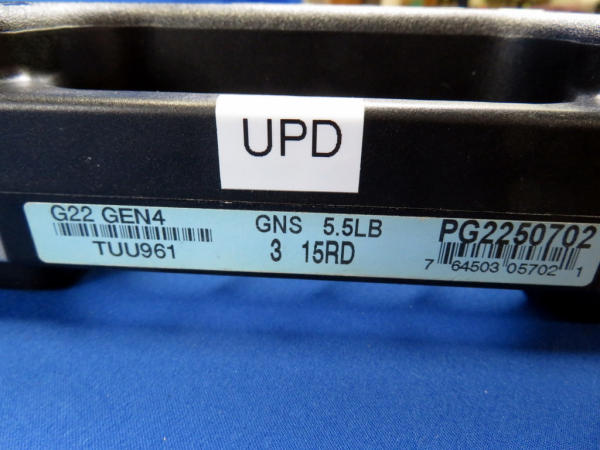 UPD
G22 GEN4 GNS 5.5LB PG2250702
TUU961 3 15RD 7 64503 05702 1